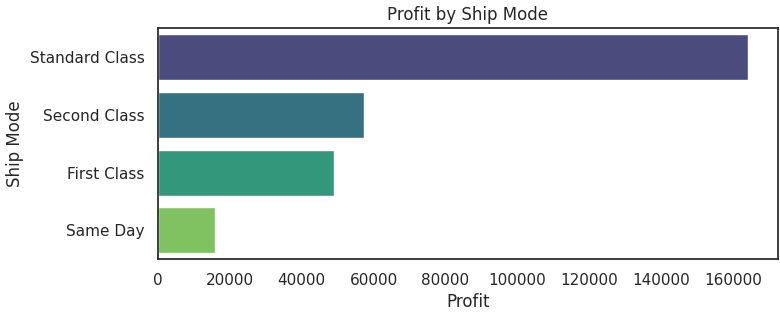 Profit by Ship Mode
Ship Mode
Standard Class
Second Class
First Class
Same Day
0 20000 40000 60000 80000 100000 120000 140000 160000
Profit